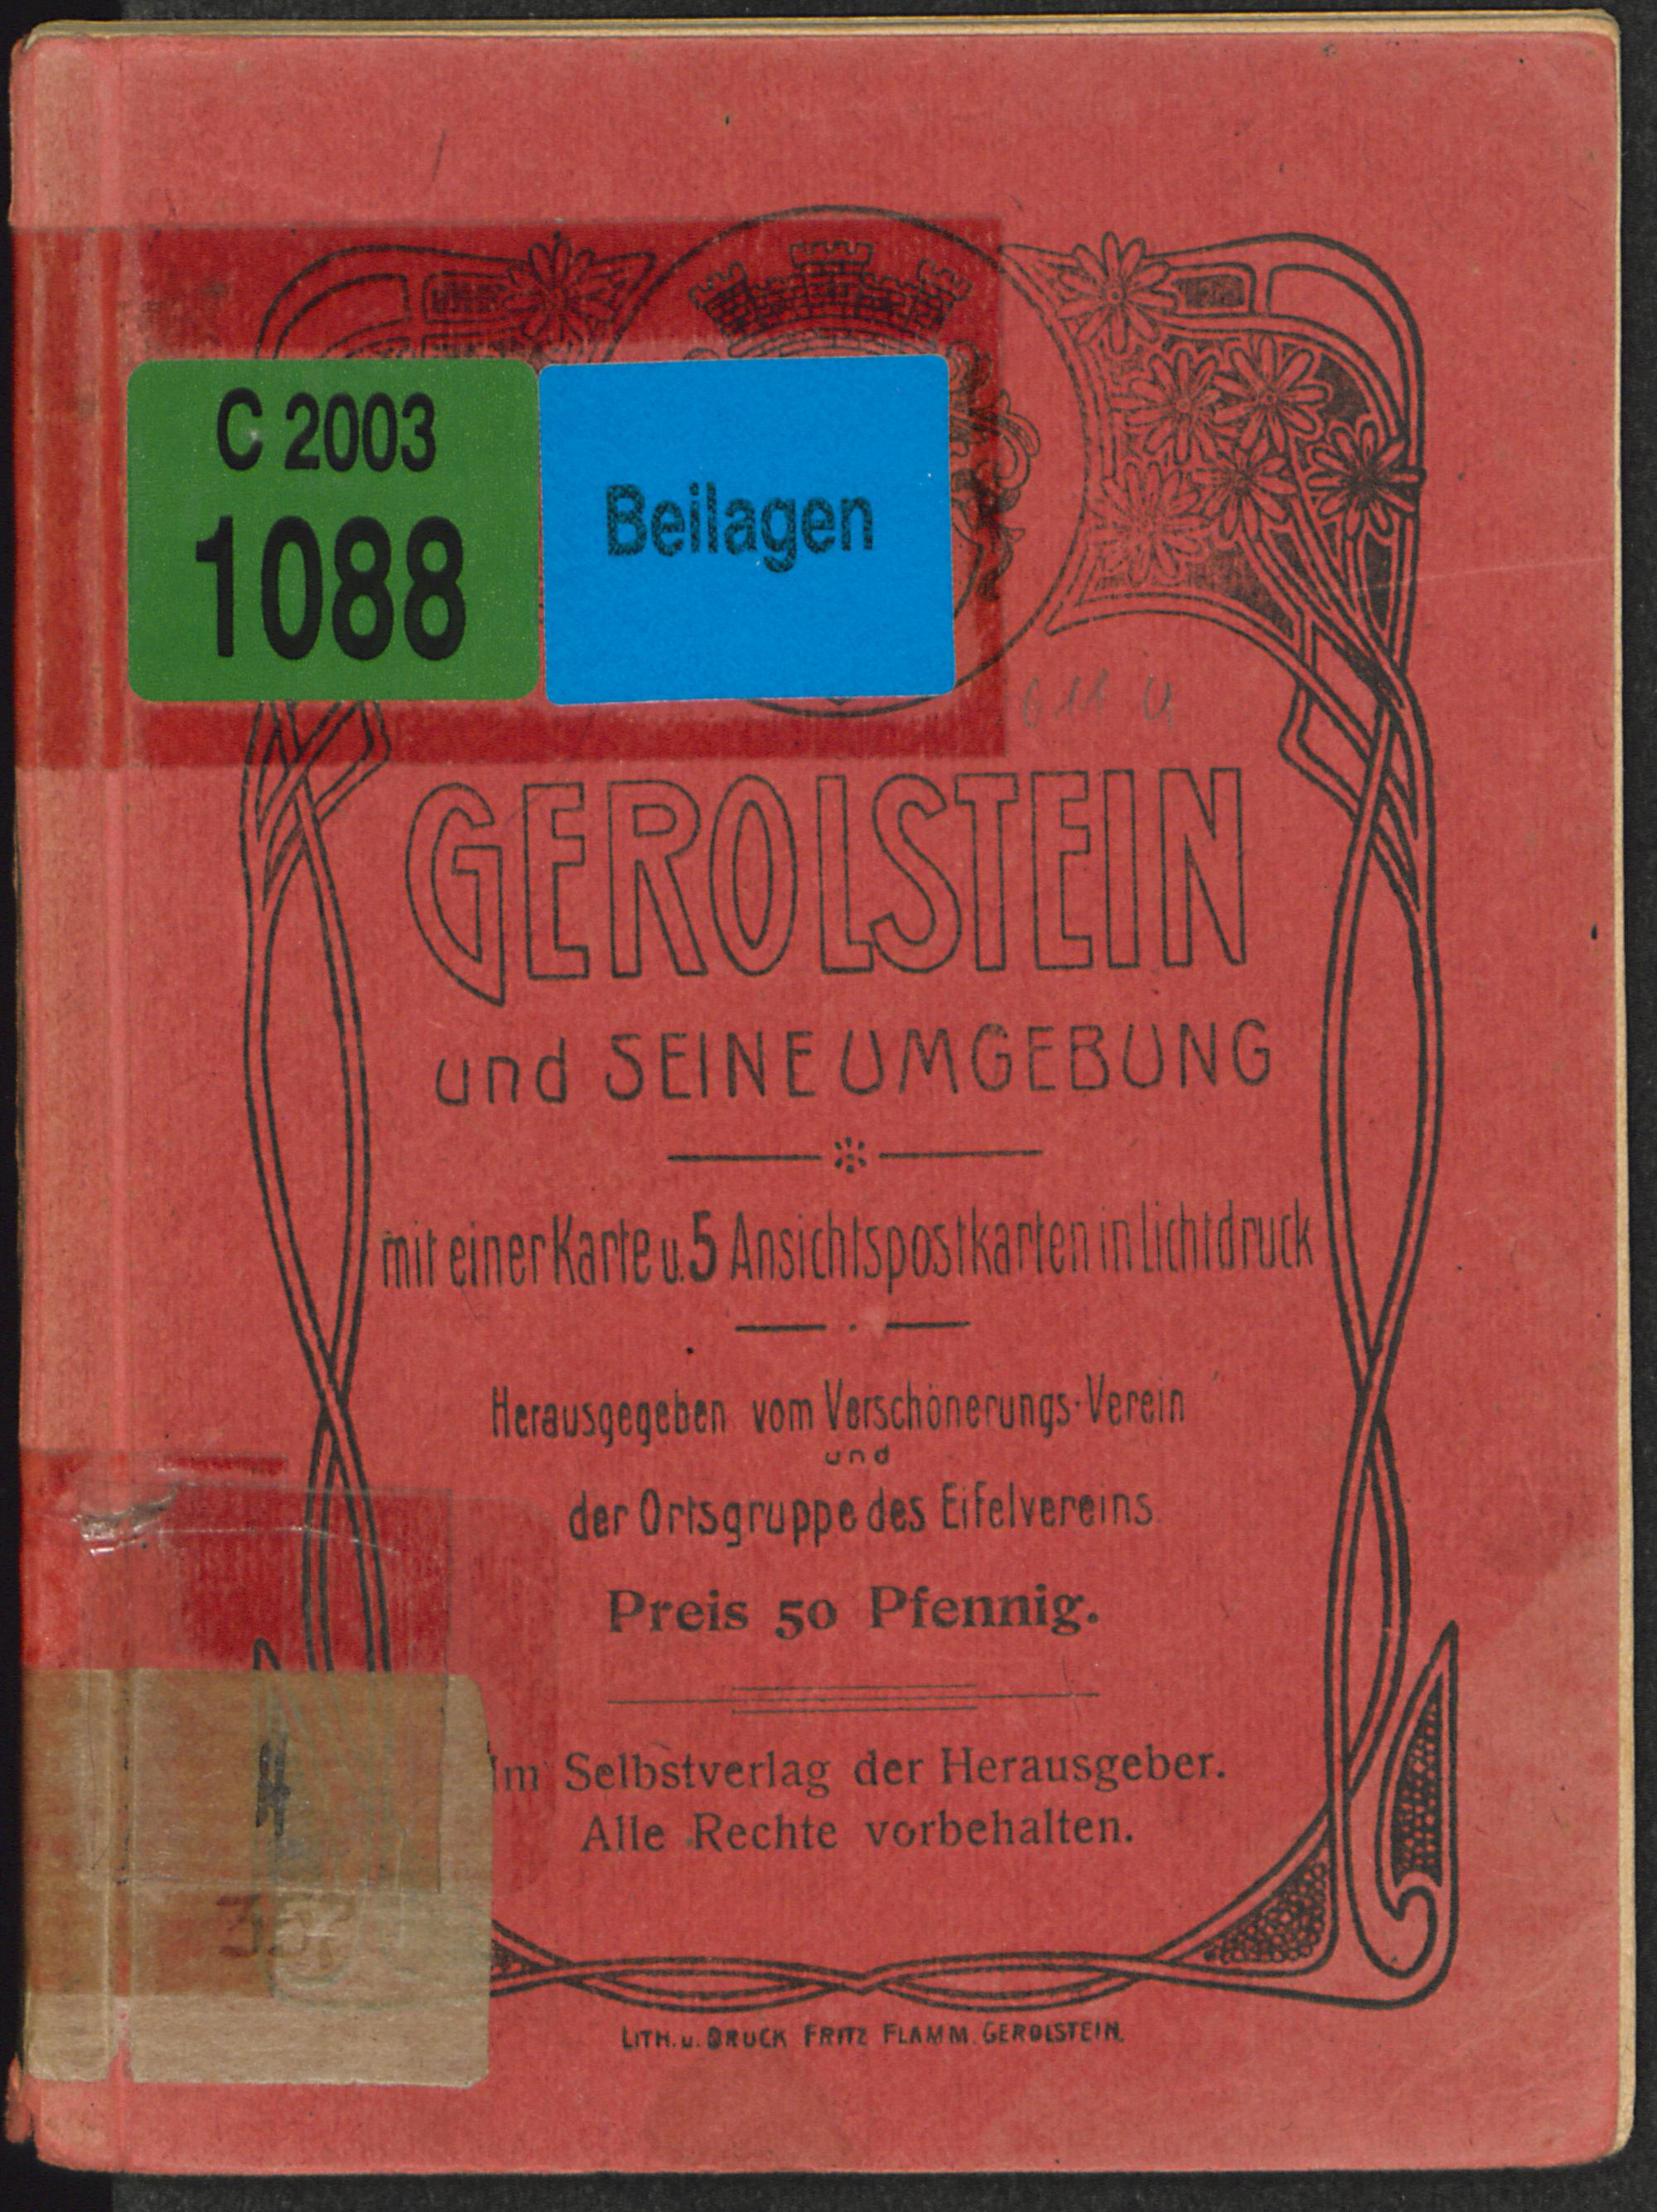 C 2003
1088
Beilagen
GEROLSTEIN
und SEINE UMGEBUNG
mit einer Karte u. 5 Ansichtspostkarten in Lichtdruck
Herausgegeben vom Verschönerungs-Verein
und
der Ortsgruppe des Eifelvereins.
Preis 50 Pfennig.
Im Selbstverlag der Herausgeber.
Alle Rechte vorbehalten.
LITH. u. DRUCK FRITZ FLAMM. GEROLSTEIN.